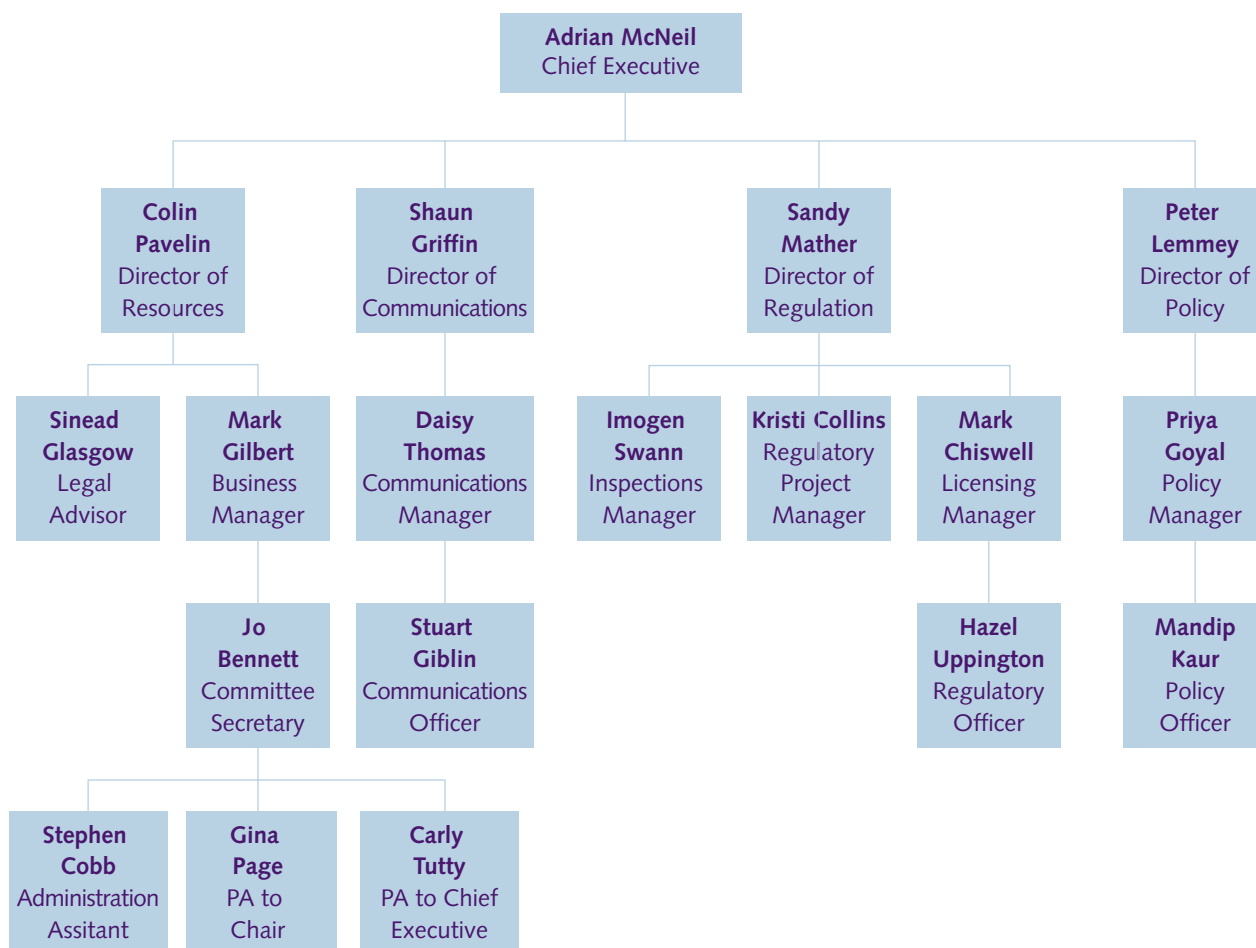 Adrian McNeil
Chief Executive
Colin
Pavelin
Director of
Resources
Shaun
Griffin
Director of
Communications
Sandy
Mather
Director of
Regulation
Peter
Lemmey
Director of
Policy
Sinead
Glasgow
Legal
Advisor
Mark
Gilbert
Business
Manager
Daisy
Thomas
Communications
Manager
Imogen
Swann
Inspections
Manager
Kristi Collins
Regulatory
Project
Manager
Mark
Chiswell
Licensing
Manager
Priya
Goyal
Policy
Manager
Jo
Bennett
Committee
Secretary
Stuart
Giblin
Communications
Officer
Hazel
Uppington
Regulatory
Officer
Mandip
Kaur
Policy
Officer
Stephen
Cobb
Administration
Assitant
Gina
Page
PA to
Chair
Carly
Tutty
PA to Chief
Executive